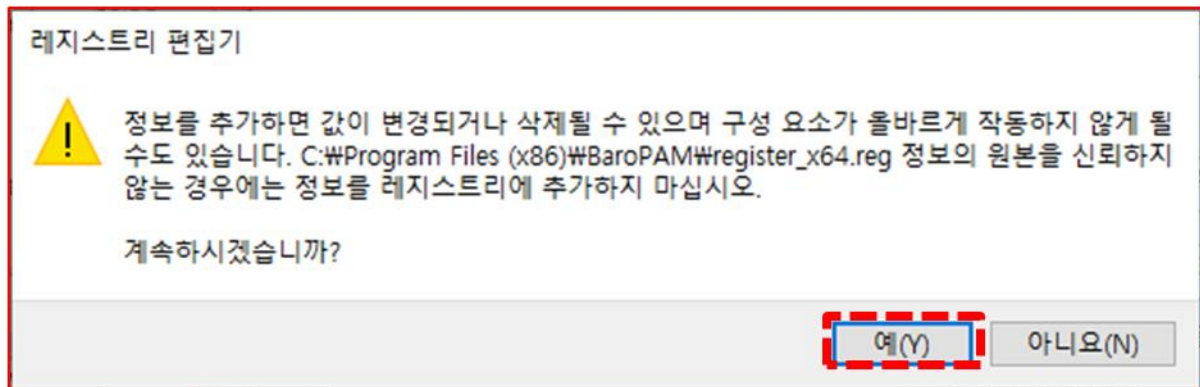 레지스트리 편집기
정보를 추가하면 값이 변경되거나 삭제될 수 있으며 구성 요소가 올바르게 작동하지 않게 될
수도 있습니다. C:₩Program Files (x86)₩BaroPAM₩register_x64.reg 정보의 원본을 신뢰하지
않는 경우에는 정보를 레지스트리에 추가하지 마십시오.
계속하시겠습니까?
예(Y) 아니요(N)